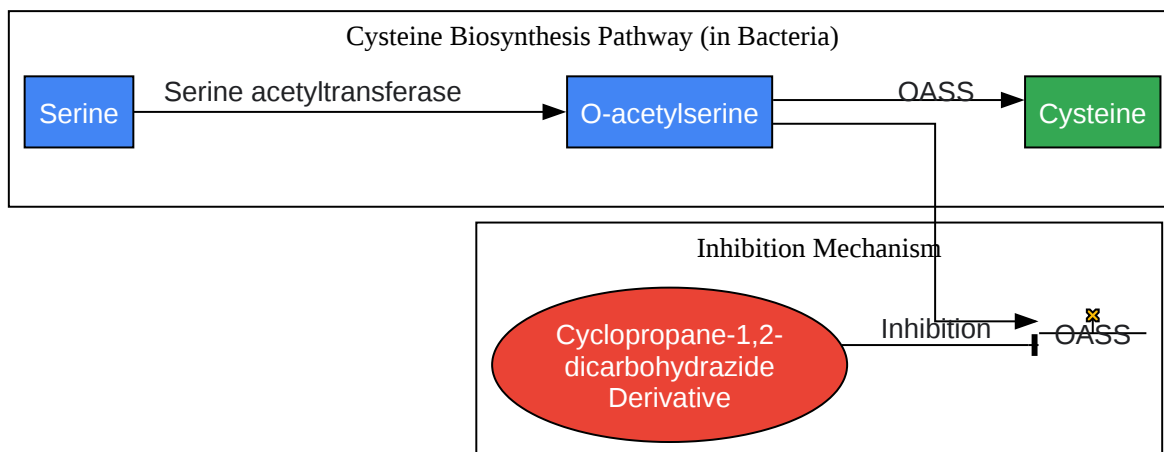 Cysteine Biosynthesis Pathway (in Bacteria)
Serine
Serine acetyltransferase
O-acetylserine
OASS
Cysteine
Inhibition Mechanism
Cyclopropane-1,2-
dicarbohydrazide
Derivative
Inhibition
OASS